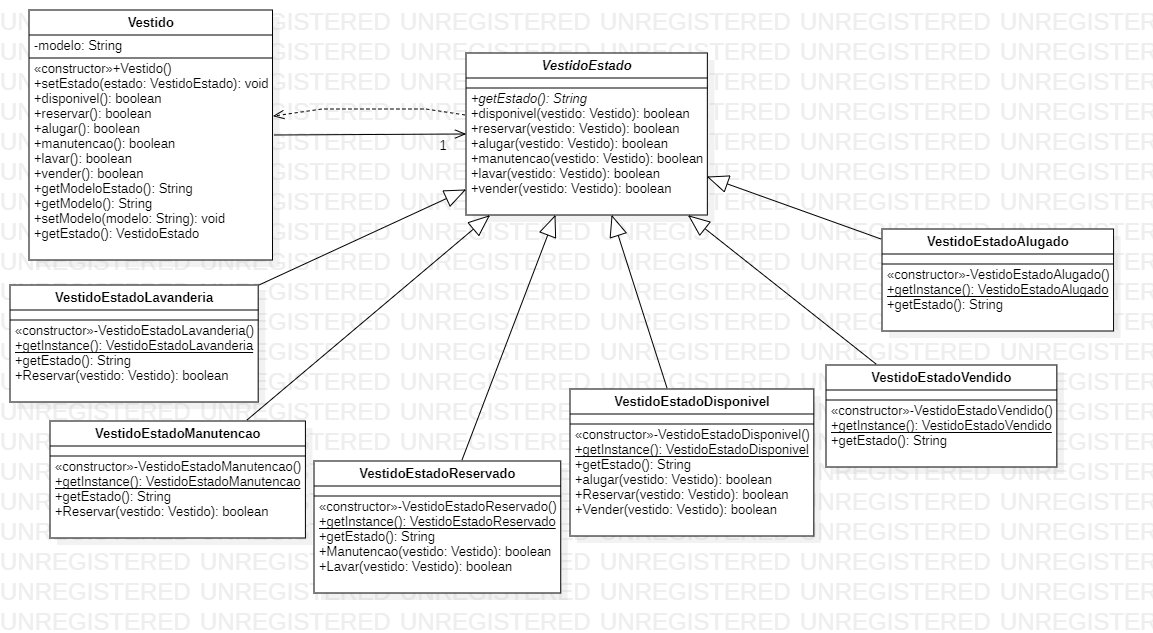 Vestido
-modelo: String
«constructor»+Vestido()
+setEstado(estado: VestidoEstado): void
+disponivel(): boolean
+reservar(): boolean
+alugar(): boolean
+manutencao(): boolean
+lavar(): boolean
+vender(): boolean
+getModeloEstado(): String
+getModelo(): String
+setModelo(modelo: String): void
+getEstado(): VestidoEstado
1
VestidoEstado
+getEstado(): String
+disponivel(vestido: Vestido): boolean
+reservar(vestido: Vestido): boolean
+alugar(vestido: Vestido): boolean
+manutencao(vestido: Vestido): boolean
+lavar(vestido: Vestido): boolean
+vender(vestido: Vestido): boolean
VestidoEstadoAlugado
«constructor»-VestidoEstadoAlugado()
+getInstance(): VestidoEstadoAlugado
+getEstado(): String
VestidoEstadoLavanderia
«constructor»-VestidoEstadoLavanderia()
+getInstance(): VestidoEstadoLavanderia
+getEstado(): String
+Reservar(vestido: Vestido): boolean
VestidoEstadoManutencao
«constructor»-VestidoEstadoManutencao()
+getInstance(): VestidoEstadoManutencao
+getEstado(): String
+Reservar(vestido: Vestido): boolean
VestidoEstadoReservado
«constructor»-VestidoEstadoReservado()
+getInstance(): VestidoEstadoReservado
+getEstado(): String
+Manutencao(vestido: Vestido): boolean
+Lavar(vestido: Vestido): boolean
VestidoEstadoDisponivel
«constructor»-VestidoEstadoDisponivel()
+getInstance(): VestidoEstadoDisponivel
+getEstado(): String
+alugar(vestido: Vestido): boolean
+Reservar(vestido: Vestido): boolean
+Vender(vestido: Vestido): boolean
VestidoEstadoVendido
«constructor»-VestidoEstadoVendido()
+getInstance(): VestidoEstadoVendido
+getEstado(): String
UNREGISTERED UNREGISTERED UNREGISTERED UNREGISTERED UNREGISTERED UNREGISTERED